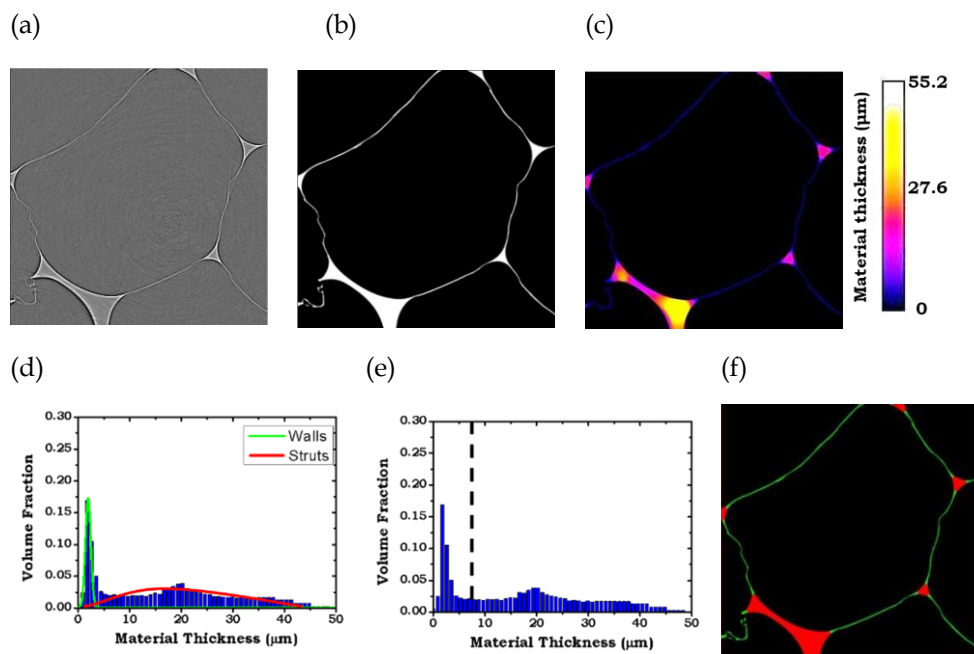 (a)
(b)
(c)
55.2
27.6
0
Material thickness (µm)
(d)
(e)
(f)
0.30
0.25
0.20
0.15
0.10
0.05
0.00
Volume Fraction
Walls
Struts
0 10 20 30 40 50
Material Thickness (µm)
0.30
0.25
0.20
0.15
0.10
0.05
0.00
Volume Fraction
0 10 20 30 40 50
Material Thickness (µm)